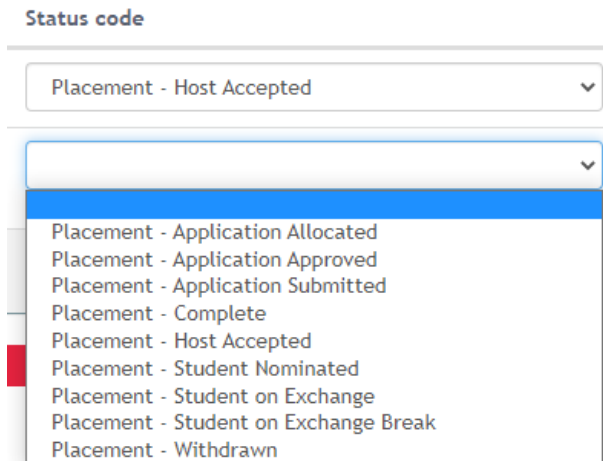 Status code
Placement - Host Accepted
Placement - Application Allocated
Placement - Application Approved
Placement - Application Submitted
Placement - Complete
Placement - Host Accepted
Placement - Student Nominated
Placement - Student on Exchange
Placement - Student on Exchange Break
Placement - Withdrawn